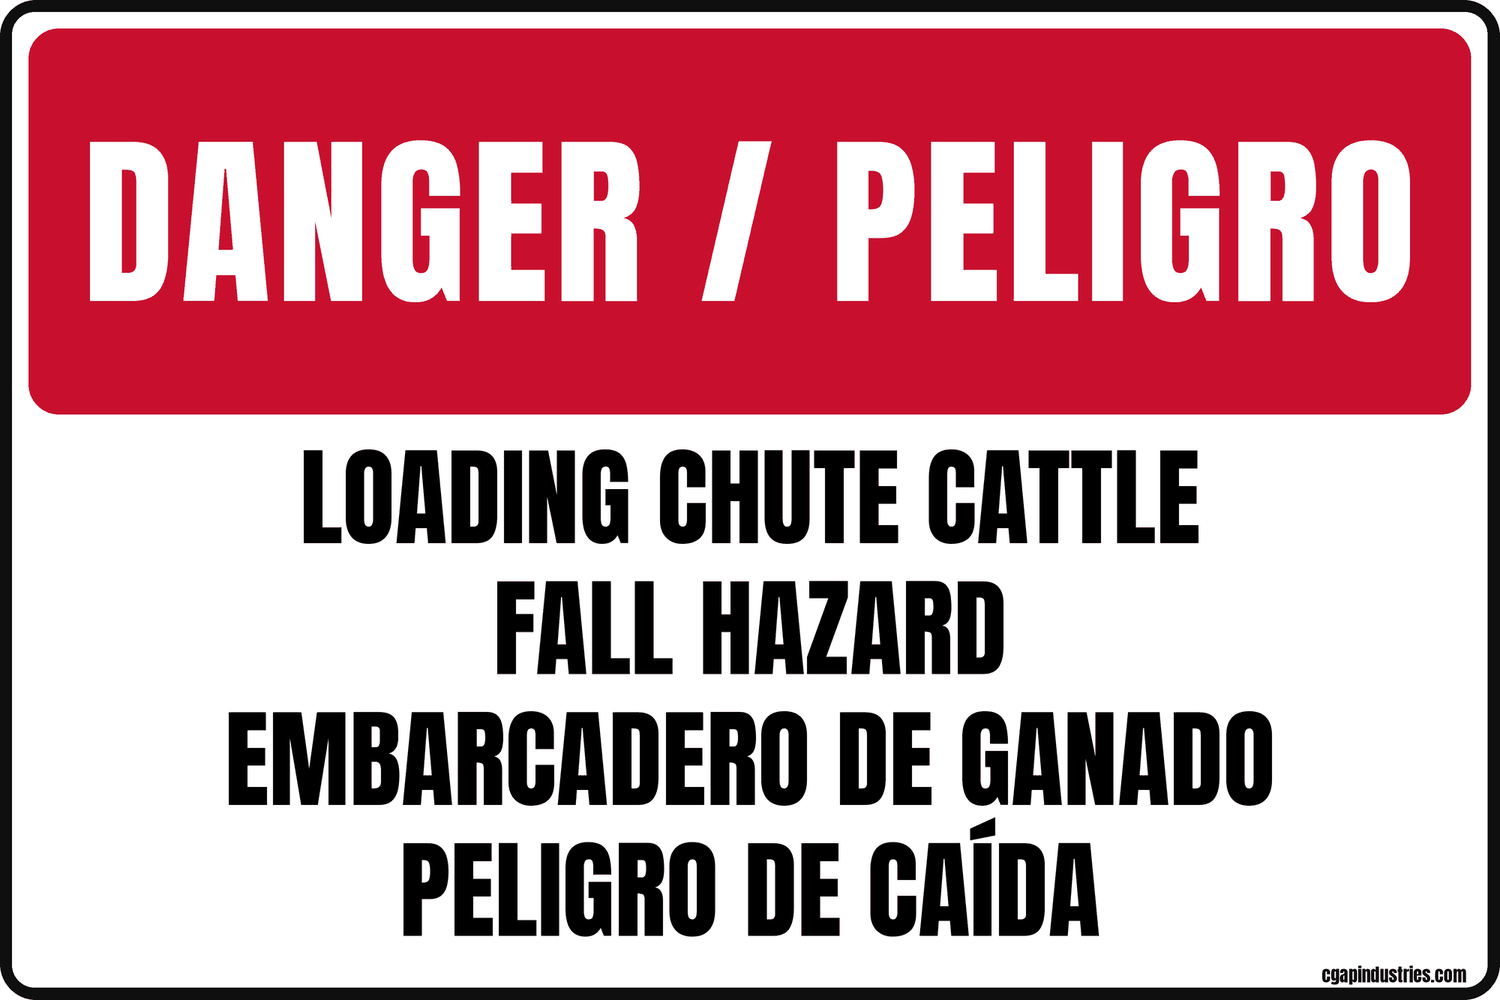 DANGER / PELIGRO
LOADING CHUTE CATTLE
FALL HAZARD
EMBARCADERO DE GANADO
PELIGRO DE CAÍDA
cgapindustries.com